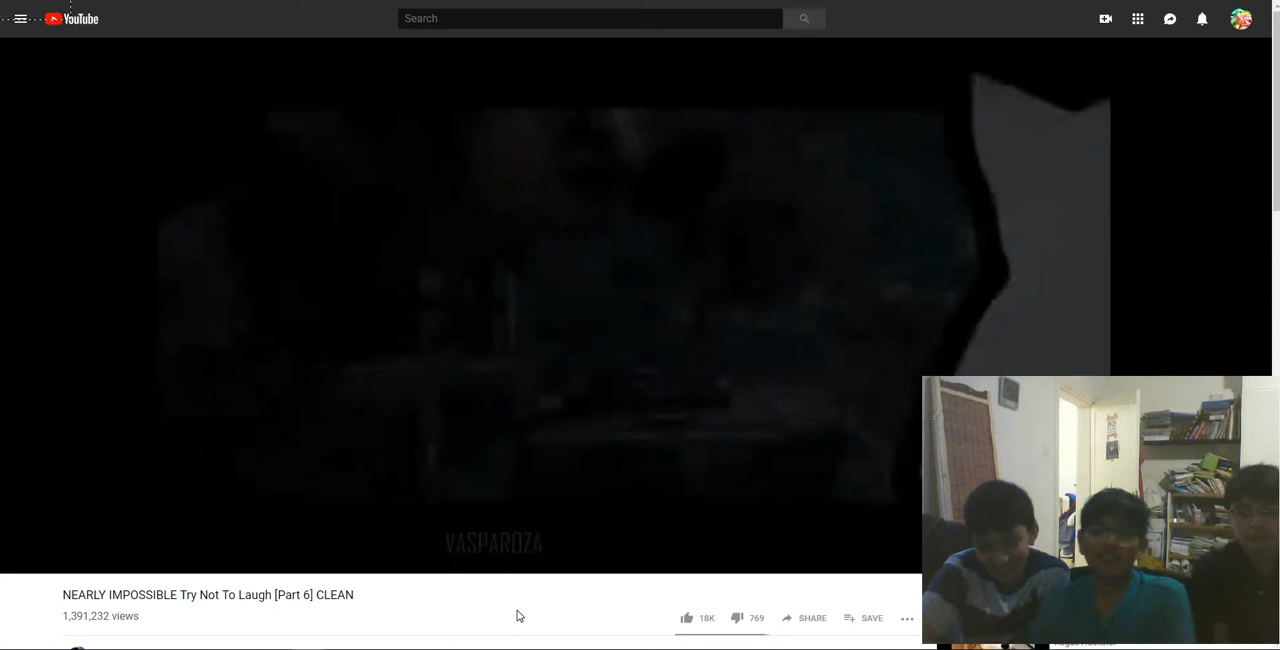 YouTube
Search
VASPAROZA
NEARLY IMPOSSIBLE Try Not To Laugh [Part 6] CLEAN
1,391,232 views
18K 769 SHARE SAVE